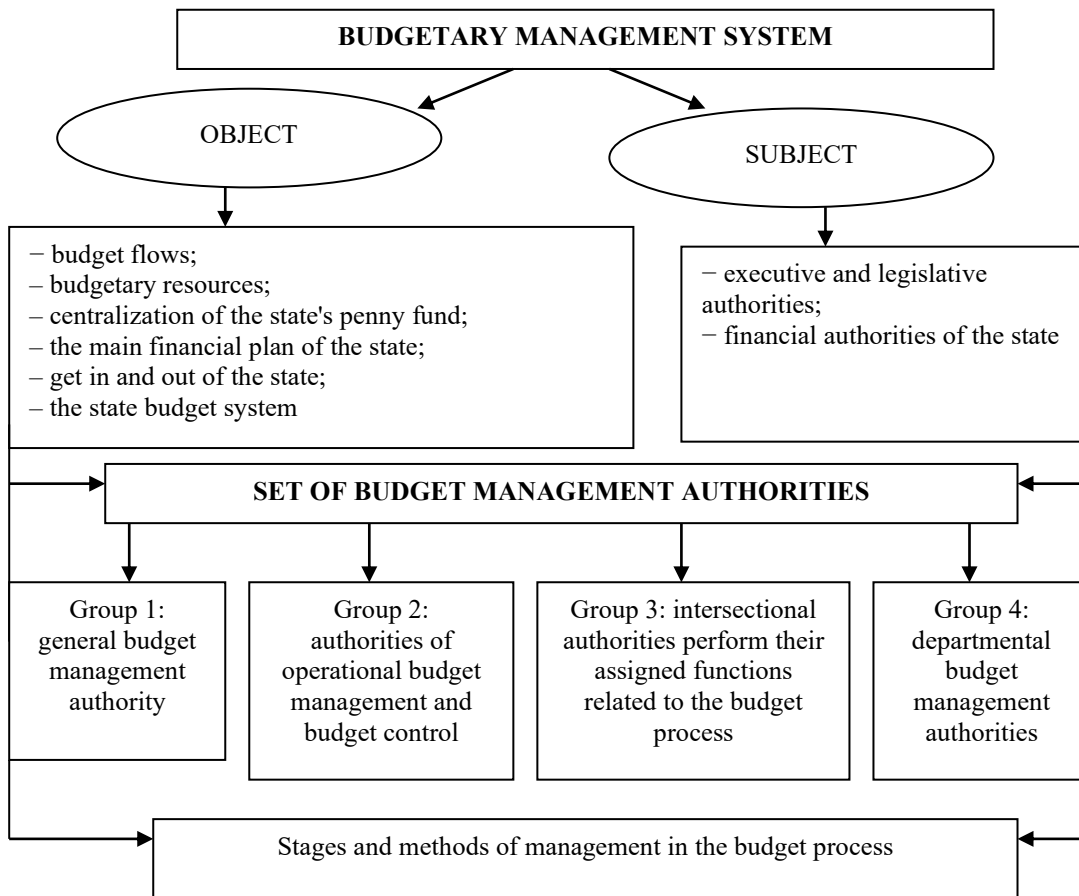 BUDGETARY MANAGEMENT SYSTEM
OBJECT
SUBJECT
− budget flows;
– budgetary resources;
– centralization of the state's penny fund;
– the main financial plan of the state;
– get in and out of the state;
– the state budget system
− executive and legislative
authorities;
− financial authorities of the state
SET OF BUDGET MANAGEMENT AUTHORITIES
Group 1:
general budget
management
authority
Group 2:
authorities of
operational budget
management and
budget control
Group 3: intersectional
authorities perform their
assigned functions
related to the budget
process
Group 4:
departmental
budget
management
authorities
Stages and methods of management in the budget process